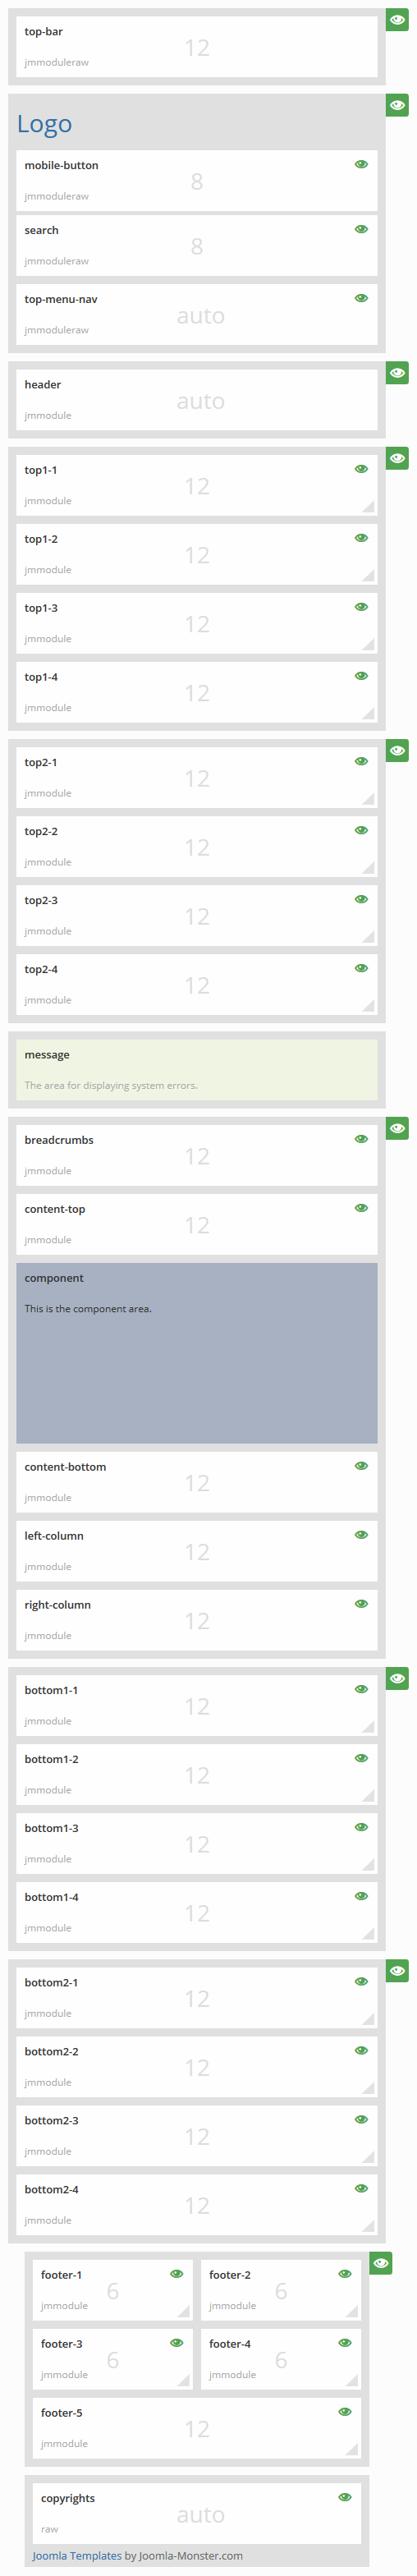 top-bar
12
jmmoduleraw
Logo
mobile-button
8
jmmoduleraw
search
8
jmmoduleraw
top-menu-nav
auto
jmmoduleraw
header
auto
jmmodule
top1-1
12
jmmodule
top1-2
12
jmmodule
top1-3
12
jmmodule
top1-4
12
jmmodule
top2-1
12
jmmodule
top2-2
12
jmmodule
top2-3
12
jmmodule
top2-4
12
jmmodule
message
The area for displaying system errors.
breadcrumbs
12
jmmodule
content-top
12
jmmodule
component
This is the component area.
content-bottom
12
jmmodule
left-column
12
jmmodule
right-column
12
jmmodule
bottom1-1
12
jmmodule
bottom1-2
12
jmmodule
bottom1-3
12
jmmodule
bottom1-4
12
jmmodule
bottom2-1
12
jmmodule
bottom2-2
12
jmmodule
bottom2-3
12
jmmodule
bottom2-4
12
jmmodule
footer-1
6
jmmodule
footer-2
6
jmmodule
footer-3
6
jmmodule
footer-4
6
jmmodule
footer-5
12
jmmodule
copyrights
auto
raw
Joomla Templates by Joomla-Monster.com